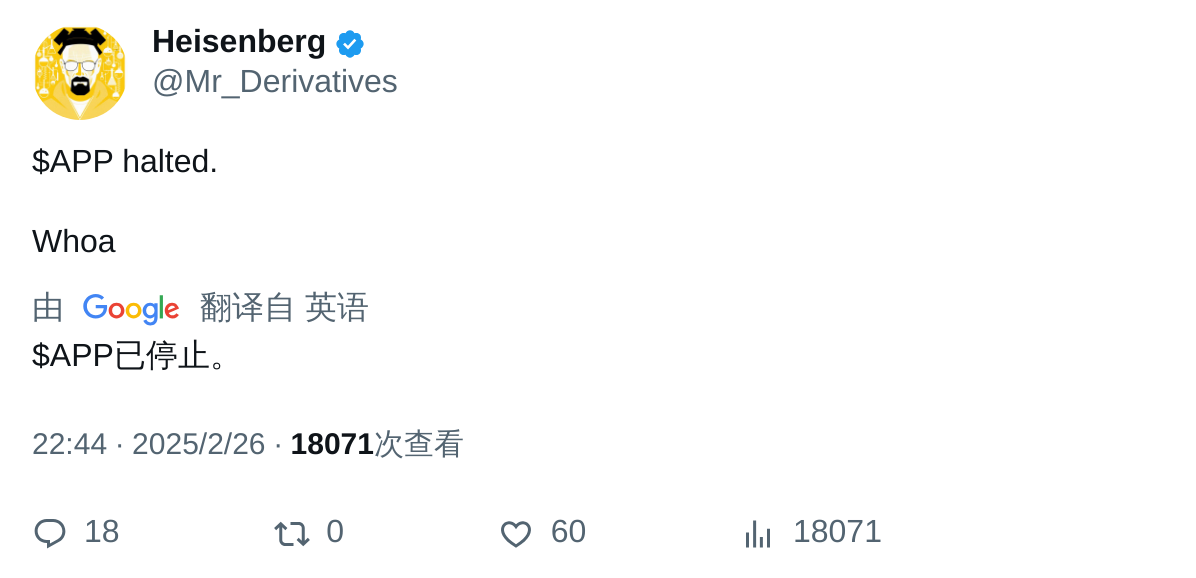 Heisenberg
@Mr_Derivatives
$APP halted.
Whoa
由 Google 翻译自 英语
$APP已停止。
22:44 · 2025/2/26 · 18071次查看
18 0 60 18071